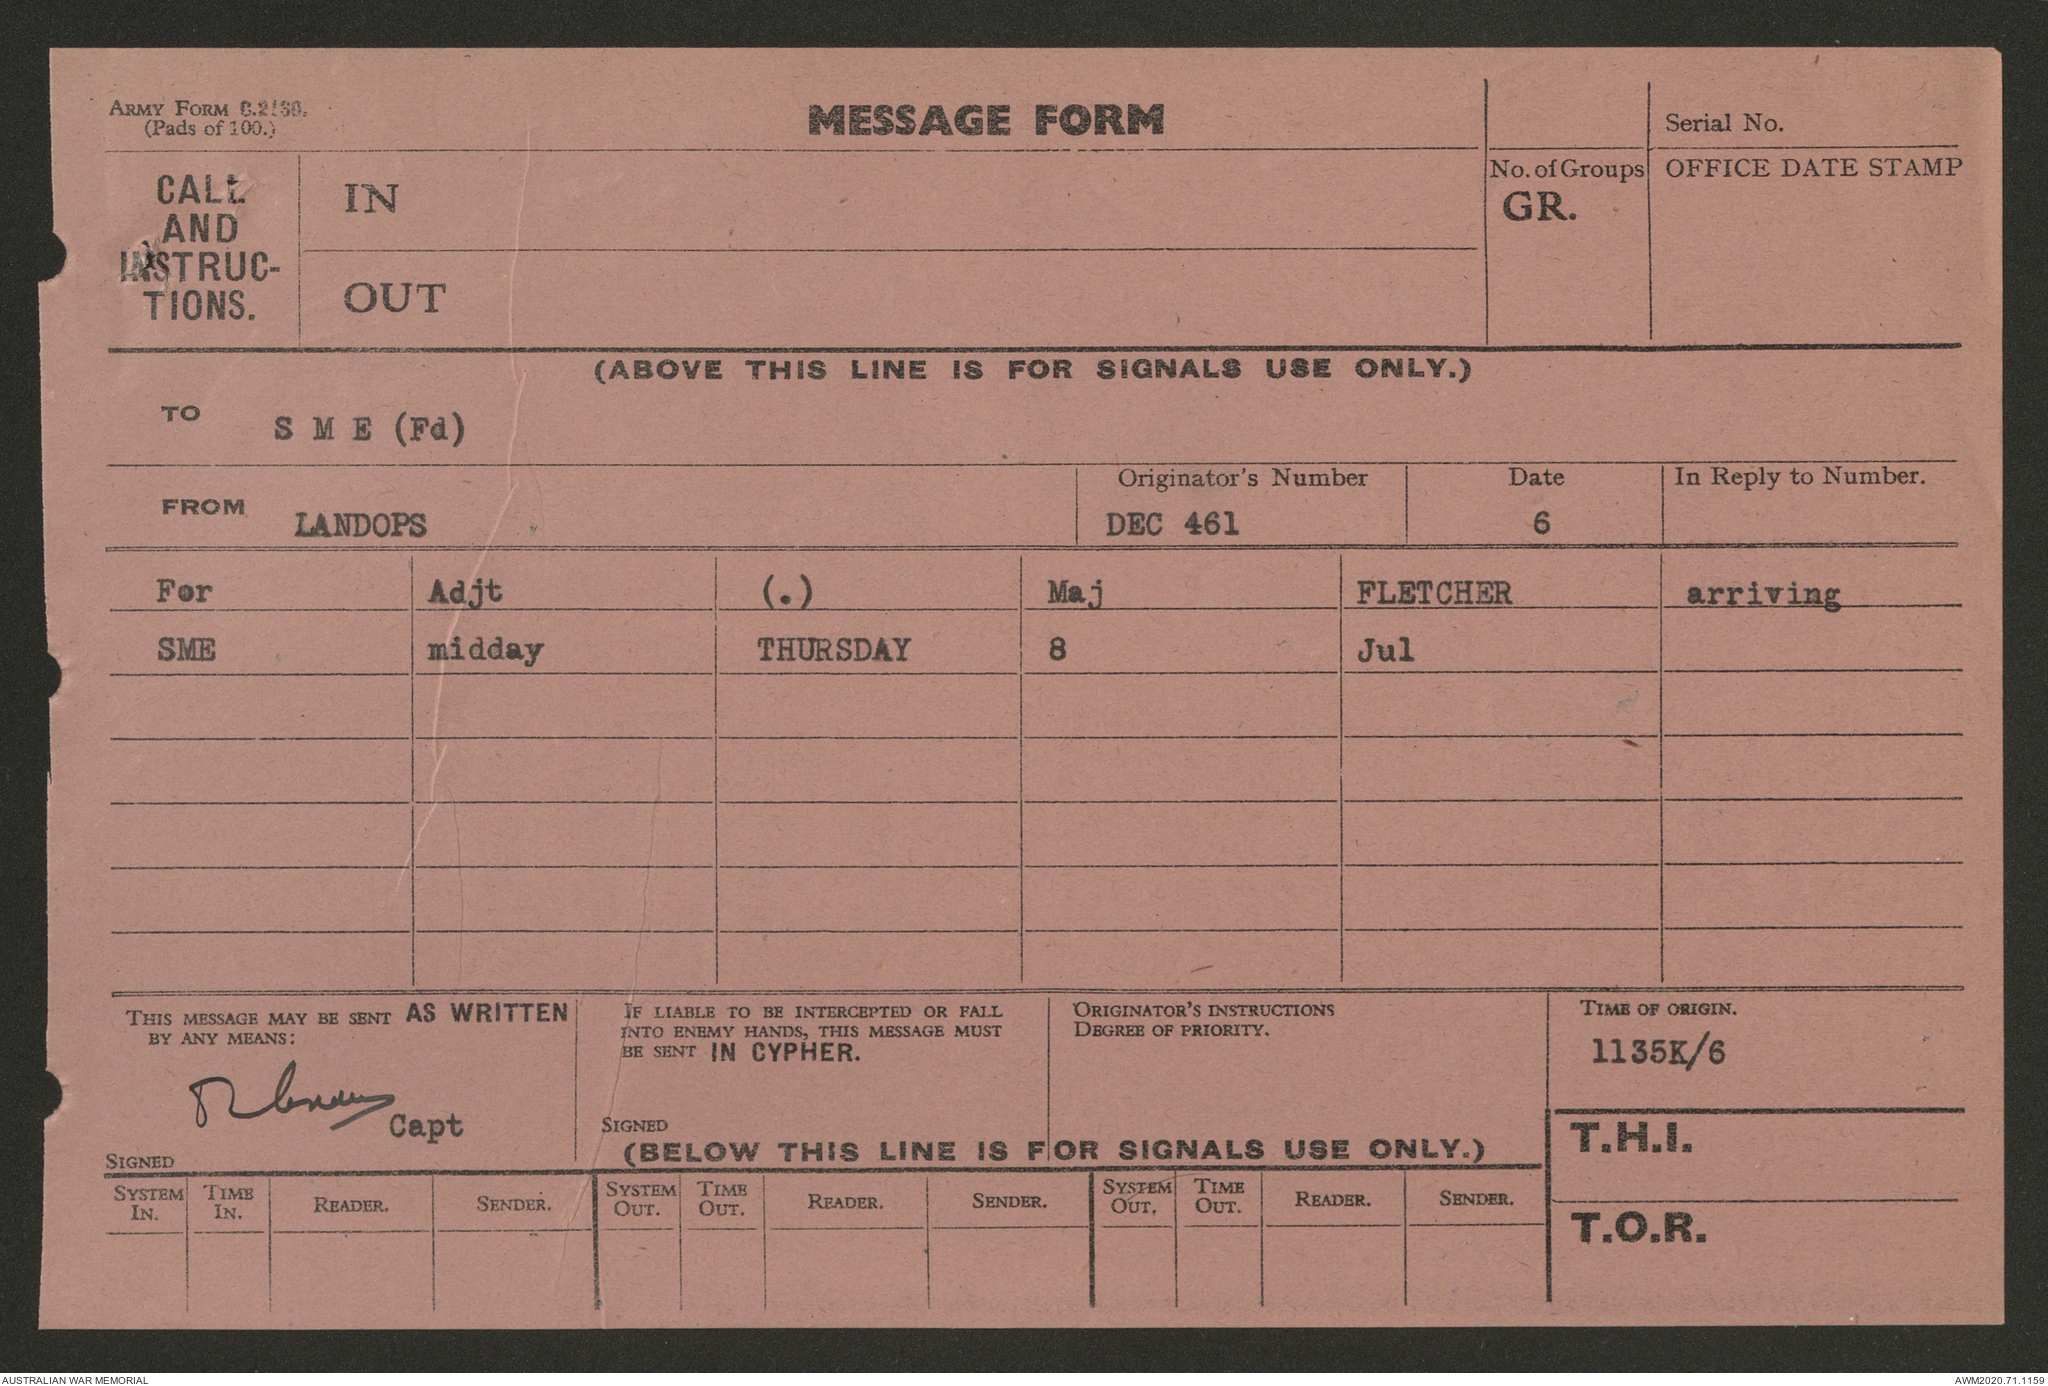 ARMY FORM C.2160.
(Pads of 100.)
MESSAGE FORM
Serial No.
CALL
AND
INSTRUC-
TIONS.
IN
OUT
No. of Groups
GR.
OFFICE DATE STAMP
(ABOVE THIS LINE IS FOR SIGNALS USE ONLY.)
TO S M E (Fd)
FROM LANDOPS
Originator's Number
DEC 461
Date
6
In Reply to Number.
For Adjt (.) Maj FLETCHER arriving
SME midday THURSDAY 8 Jul
THIS MESSAGE MAY BE SENT AS WRITTEN
BY ANY MEANS:
Capt
SIGNED
IF LIABLE TO BE INTERCEPTED OR FALL
INTO ENEMY HANDS, THIS MESSAGE MUST
BE SENT IN CYPHER.
SIGNED
ORIGINATOR'S INSTRUCTIONS
DEGREE OF PRIORITY.
TIME OF ORIGIN.
1135K/6
(BELOW THIS LINE IS FOR SIGNALS USE ONLY.)
T.H.I.
T.O.R.
SYSTEM IN. TIME IN. READER. SENDER. SYSTEM OUT. TIME OUT. READER. SENDER. SYSTEM OUT. TIME OUT. READER. SENDER.
AUSTRALIAN WAR MEMORIAL
AWM2020.71.1159